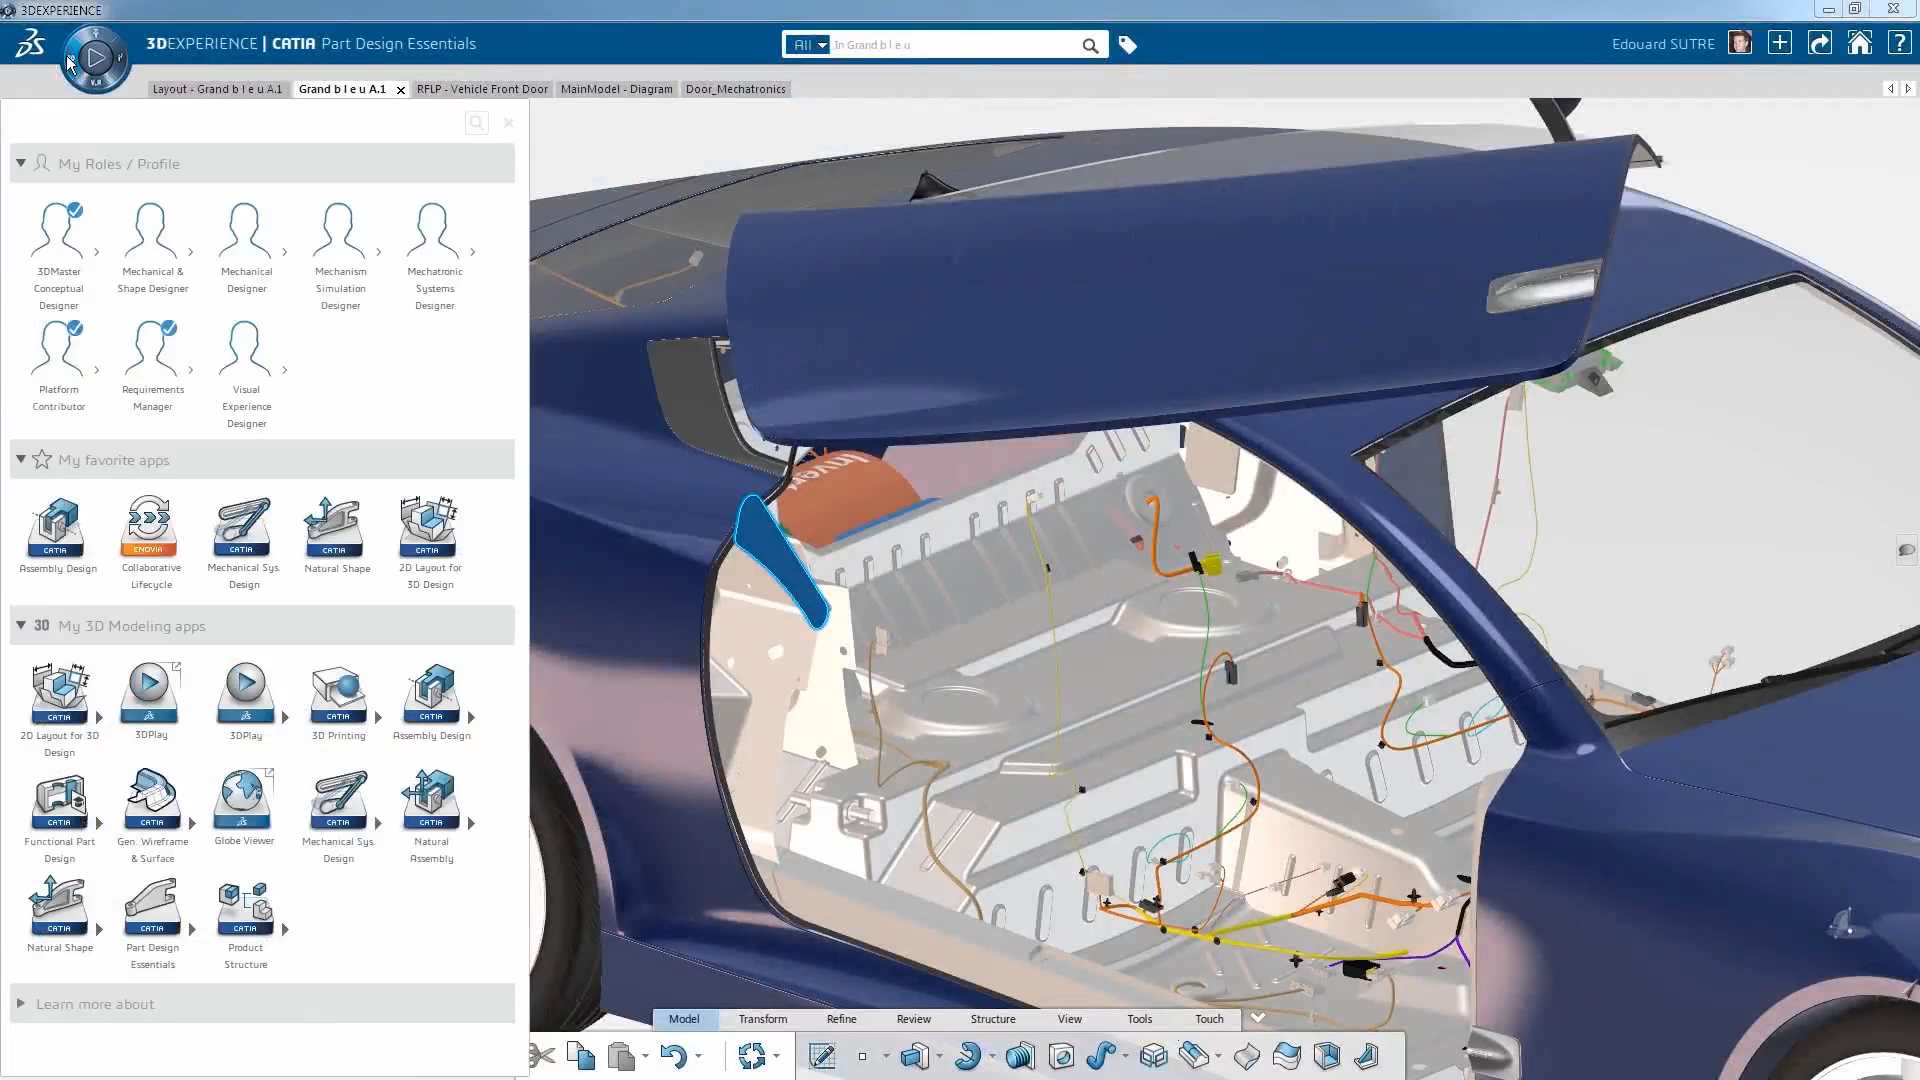 3DEXPERIENCE
3DEXPERIENCE | CATIA Part Design Essentials
All
In Grand b l e u
Edouard SUTRE
?
V.R
Layout - Grand b l e u A.1
Grand b l e u A.1
RFLP - Vehicle Front Door
MainModel - Diagram
Door_Mechatronics
My Roles / Profile
3DMaster
Conceptual
Designer
Mechanical &
Shape Designer
Mechanical
Designer
Mechanism
Simulation
Designer
Mechatronic
Systems
Designer
Platform
Contributor
Requirements
Manager
Visual
Experience
Designer
My favorite apps
CATIA
Assembly Design
ENOVIA
Collaborative
Lifecycle
CATIA
Mechanical Sys.
Design
CATIA
Natural Shape
CATIA
2D Layout for
3D Design
3D My 3D Modeling apps
CATIA
2D Layout for 3D
Design
3DPlay
3DPlay
CATIA
3D Printing
CATIA
Assembly Design
CATIA
Functional Part
Design
CATIA
Gen. Wireframe
& Surface
Globe Viewer
CATIA
Mechanical Sys.
Design
CATIA
Natural
Assembly
CATIA
Natural Shape
CATIA
Part Design
Essentials
CATIA
Product
Structure
Learn more about
Inver
Model
Transform
Refine
Review
Structure
View
Tools
Touch